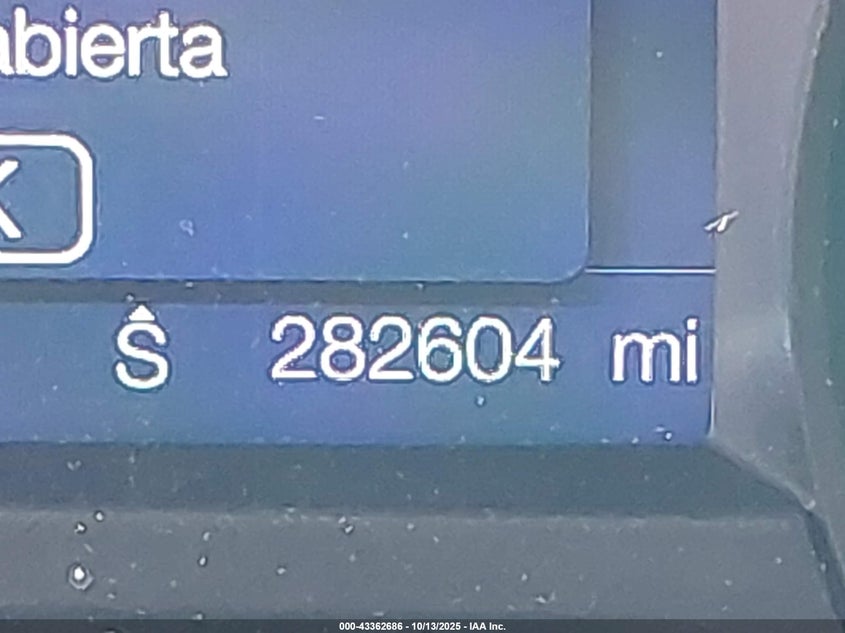 abierta
K
S 282604 mi
000-43362686 - 10/13/2025 - IAA Inc.